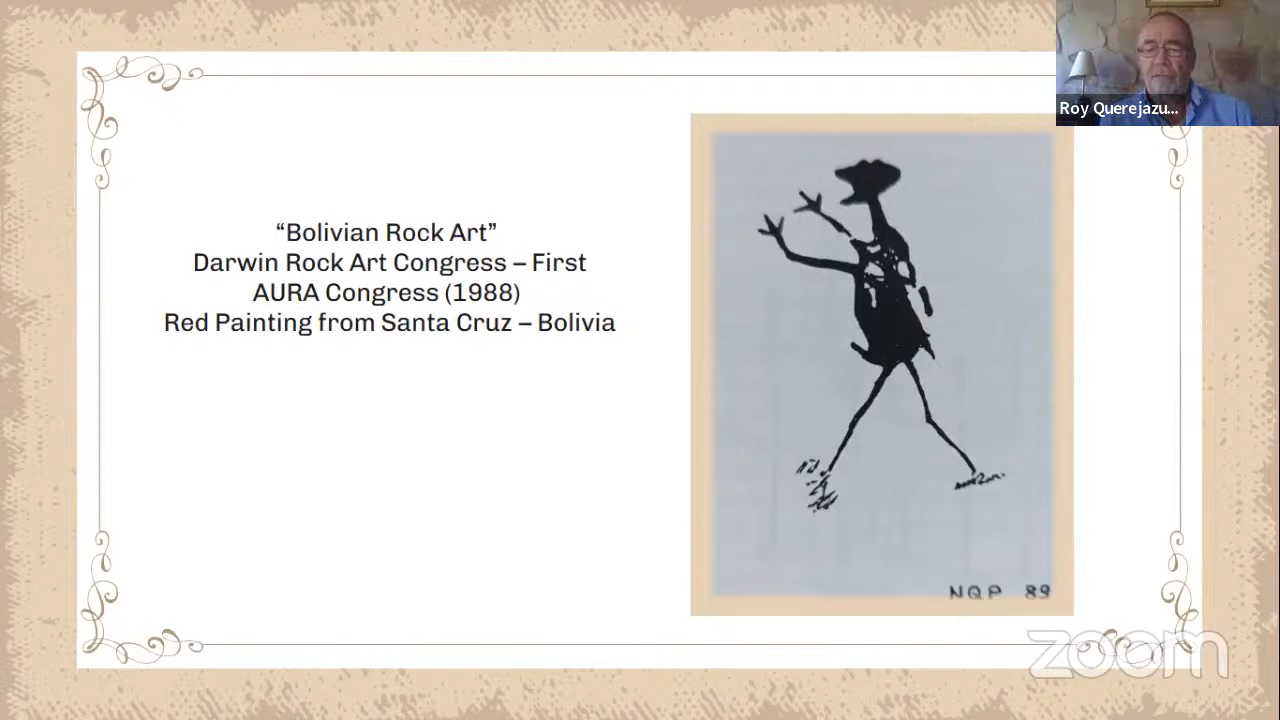 Roy Querejazu...
“Bolivian Rock Art”
Darwin Rock Art Congress – First
AURA Congress (1988)
Red Painting from Santa Cruz – Bolivia
NQP 89
zoom